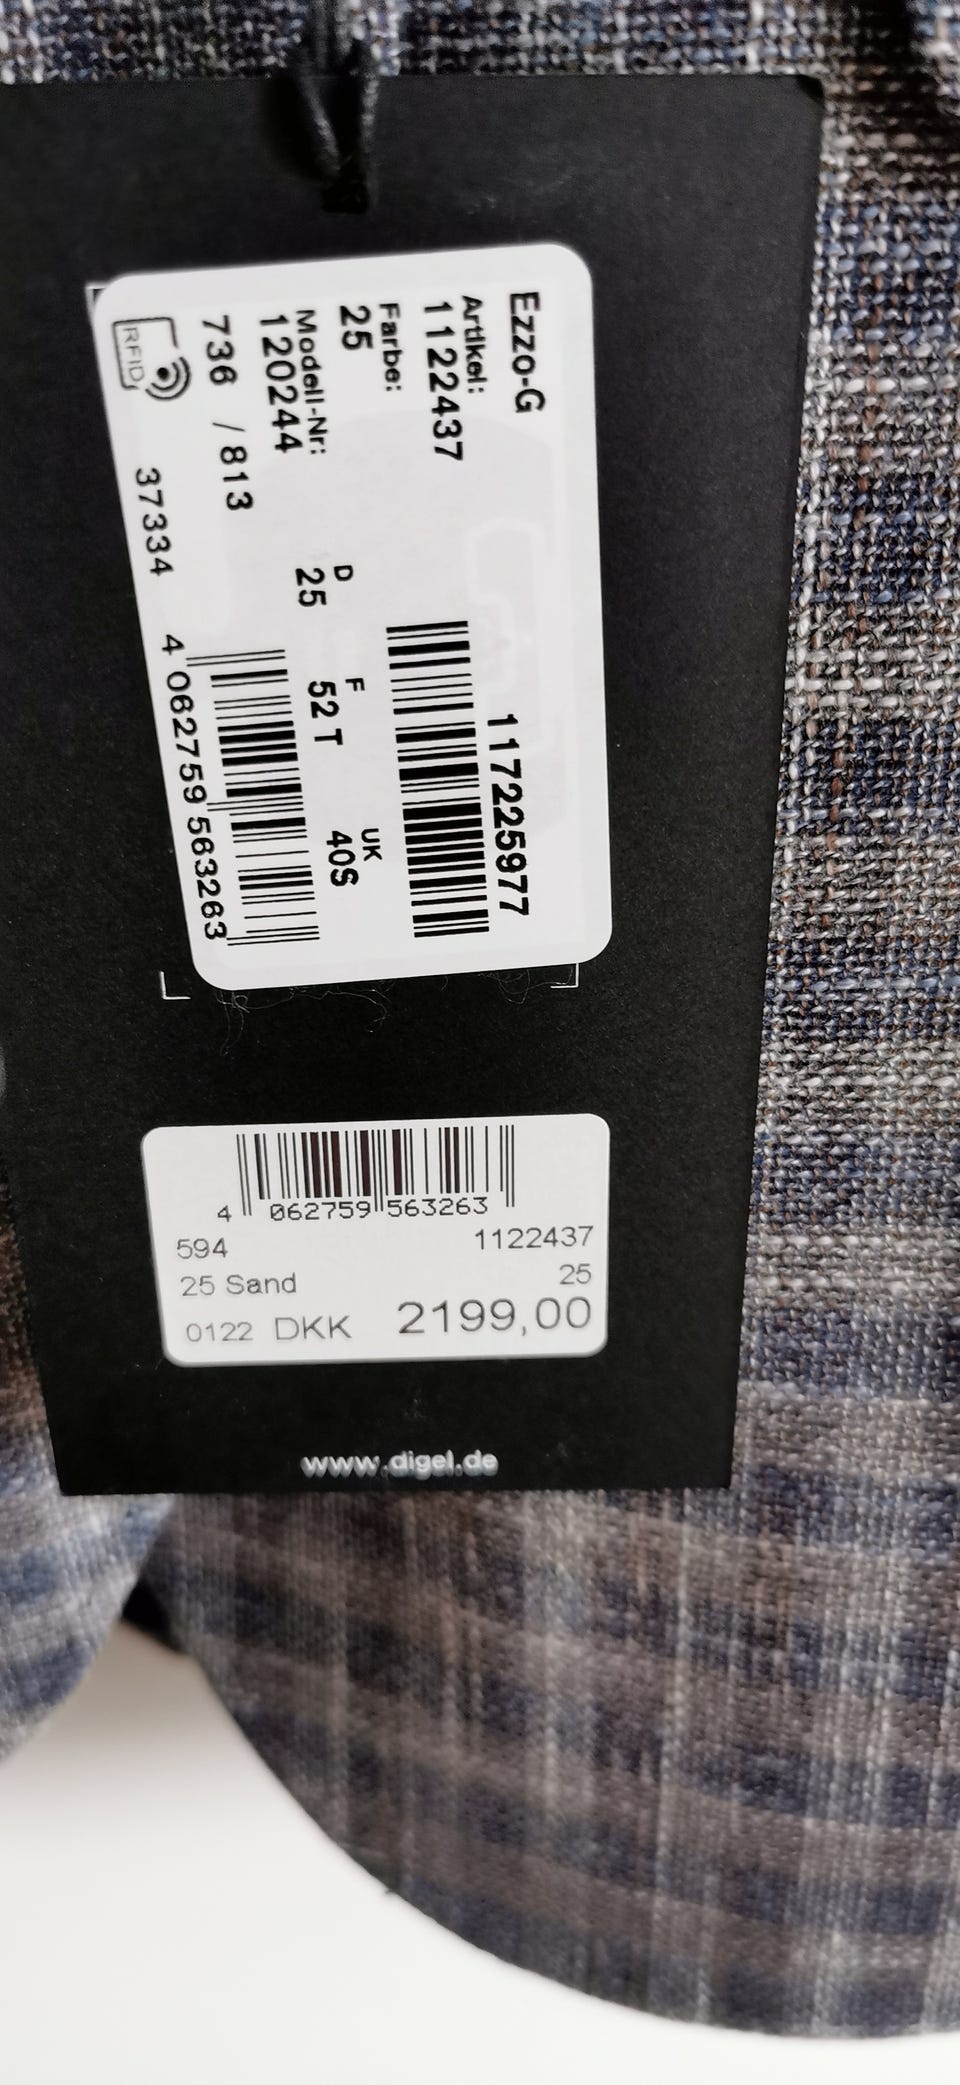 Ezzo-G
Artikel:
1122437
Farbe:
25
Modell-Nr:
120244
736 / 813
RFID
11725977
D F UK
25 52 T 40S
37334 4 062759 563263
4 062759 563263
594 1122437
25 Sand 25
0122 DKK 2199,00
www.digel.de